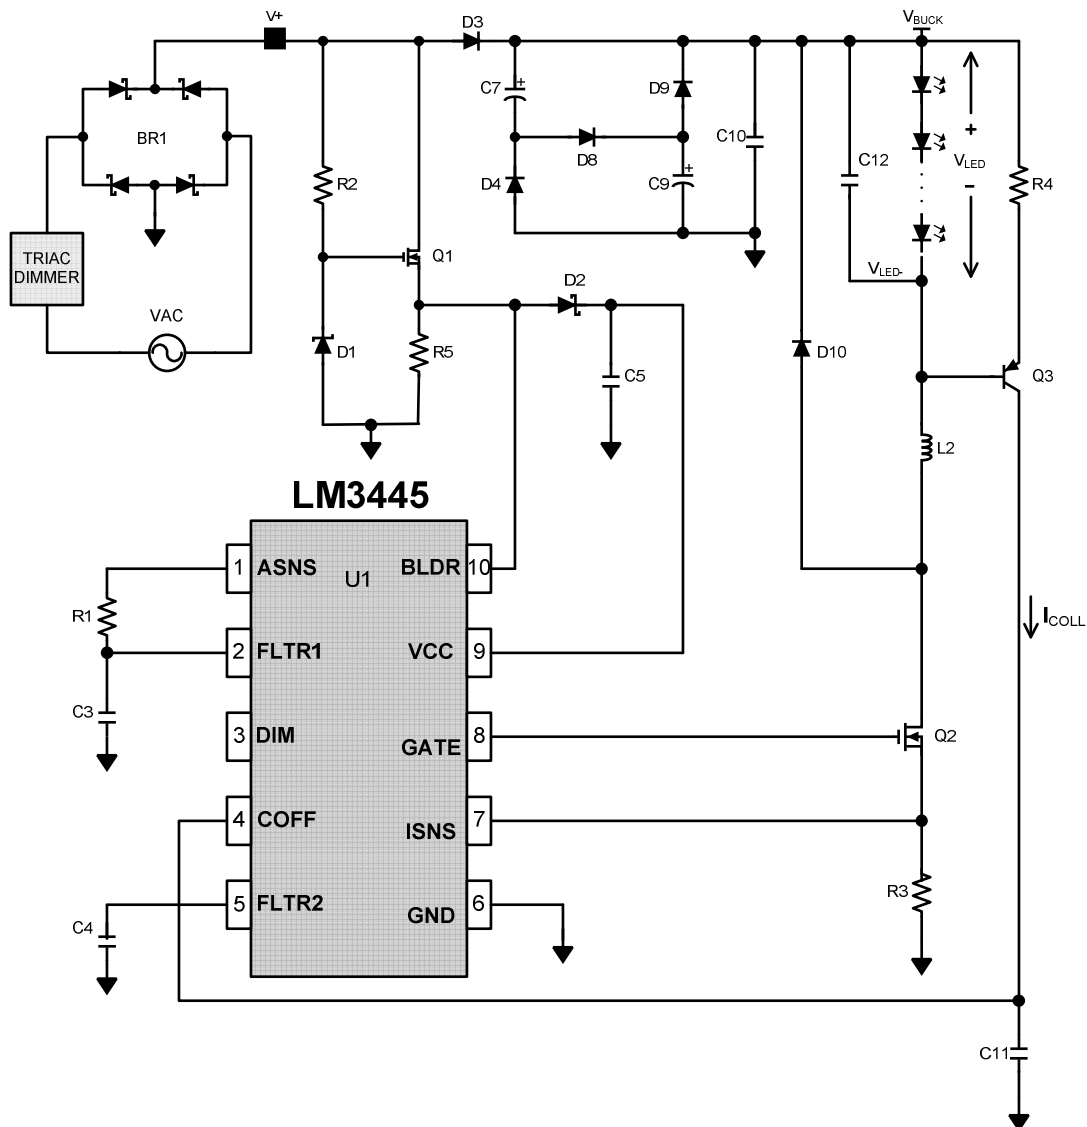 V+
D3
VBUCK
C7
+
D9
BR1
D8
C10
C12
+
VLED
-
R2
D4
C9
+
R4
TRIAC
DIMMER
Q1
VLED-
VAC
D2
D1
R5
C5
D10
Q3
L2
LM3445
1
ASNS
U1
BLDR
10
R1
ICOLL
2
FLTR1
VCC
9
C3
3
DIM
GATE
8
Q2
4
COFF
ISNS
7
R3
5
FLTR2
GND
6
C4
C11